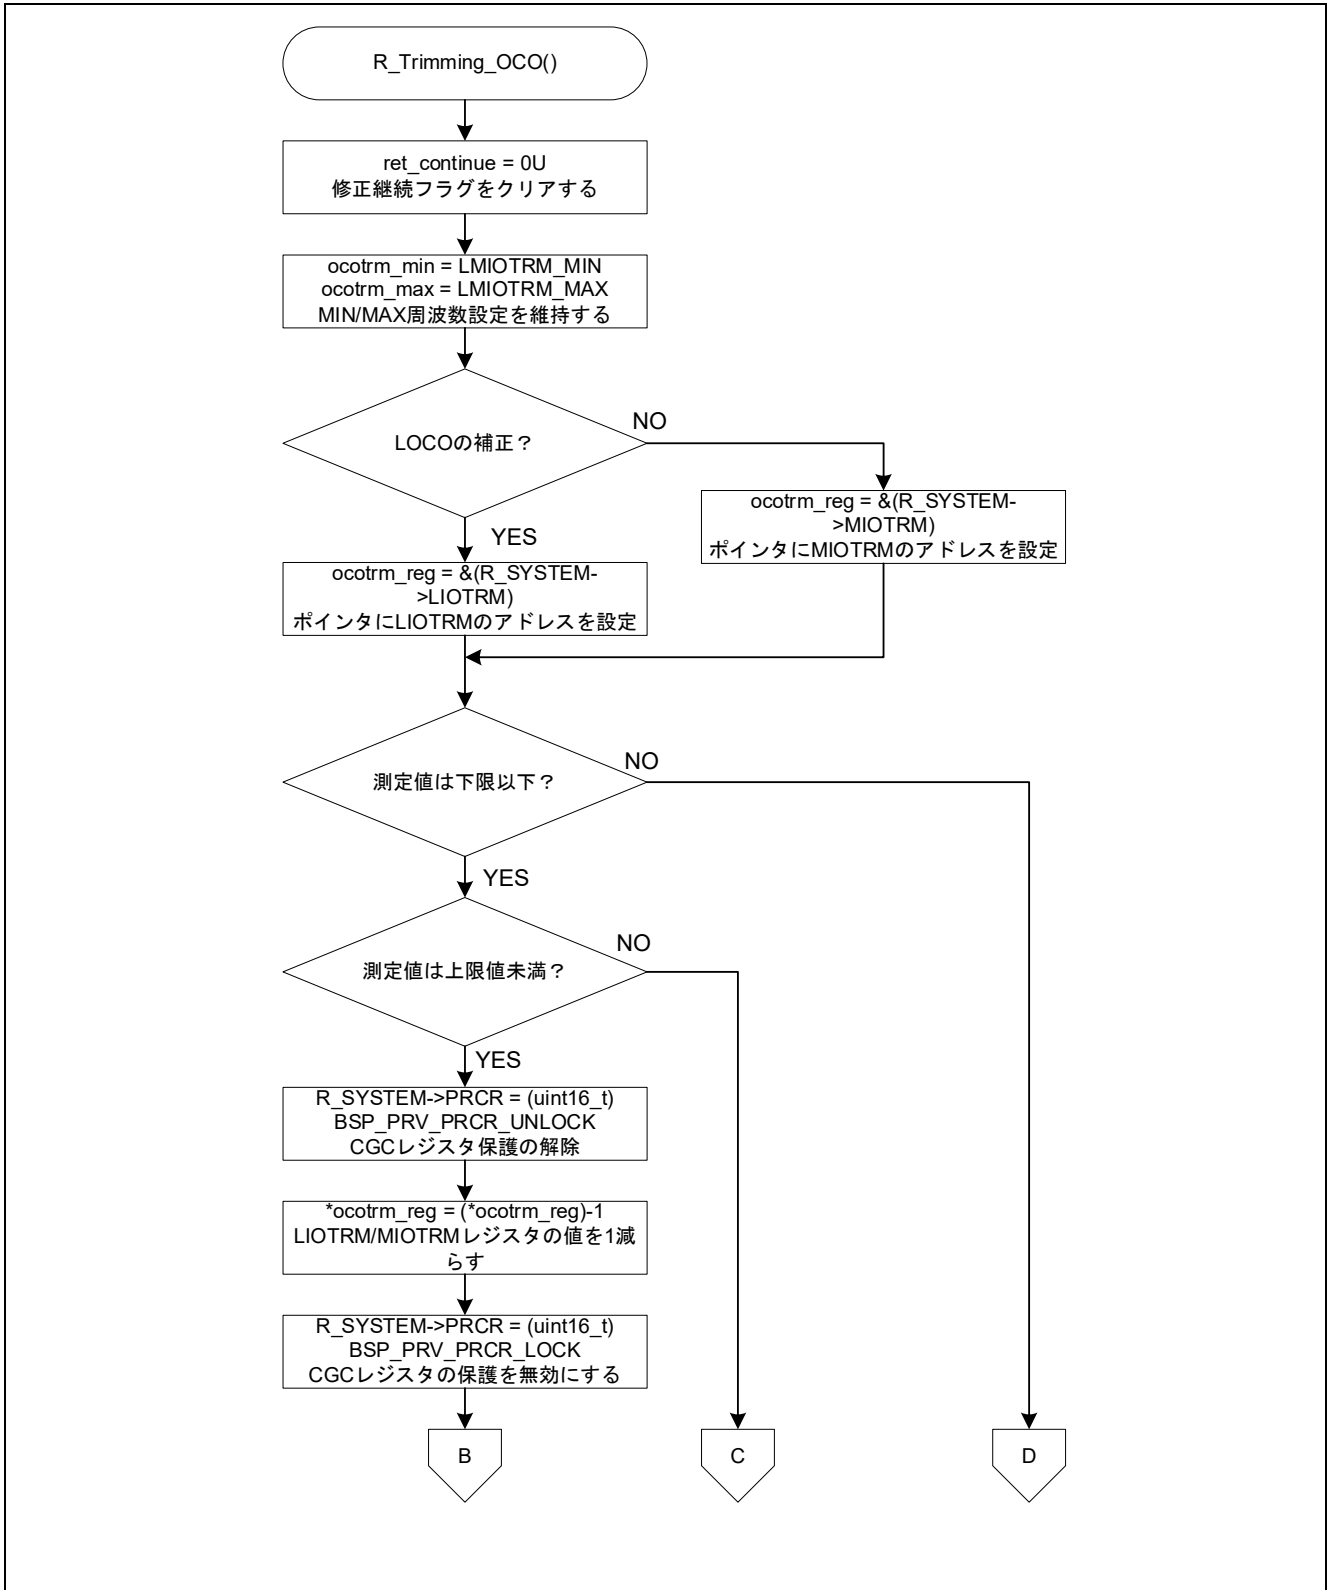 R_Trimming_OCO()
ret_continue = 0U
修正継続フラグをクリアする
ocotrm_min = LMIOTRM_MIN
ocotrm_max = LMIOTRM_MAX
MIN/MAX周波数設定を維持する
LOCOの補正？
NO
ocotrm_reg = &(R_SYSTEM-
>MIOTRM)
ポインタにMIOTRMのアドレスを設定
YES
ocotrm_reg = &(R_SYSTEM-
>LIOTRM)
ポインタにLIOTRMのアドレスを設定
測定値は下限以下？
NO
YES
測定値は上限値未満？
NO
YES
R_SYSTEM->PRCR = (uint16_t)
BSP_PRV_PRCR_UNLOCK
CGCレジスタ保護の解除
*ocotrm_reg = (*ocotrm_reg)-1
LIOTRM/MIOTRMレジスタの値を1減
らす
R_SYSTEM->PRCR = (uint16_t)
BSP_PRV_PRCR_LOCK
CGCレジスタの保護を無効にする
B
C
D